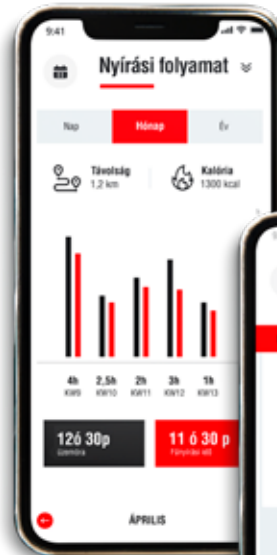 9:41
Nyírási folyamat
Nap Hónap Év
Távolság
1,2 km
Kalória
1300 kcal
4h 2,5h 2h 3h 1h
KW9 KW10 KW11 KW12 KW13
12ó 30p
üzemóra
11 ó 30 p
Fűnyírási idő
ÁPRILIS